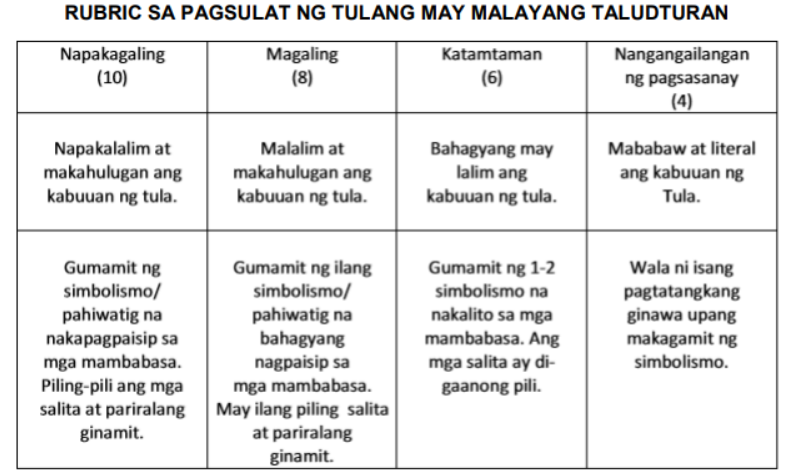 RUBRIC SA PAGSULAT NG TULANG MAY MALAYANG TALUDTURAN
Napakagaling
(10)
Magaling
(8)
Katamtaman
(6)
Nangangailangan
ng pagsasanay
(4)
Napakalalim at
makahulugan ang
kabuuan ng tula.
Malalim at
makahulugan ang
kabuuan ng tula.
Bahagyang may
lalim ang
kabuuan ng tula.
Mababaw at literal
ang kabuuan ng
Tula.
Gumamit ng
simbolismo/
pahiwatig na
nakapagpaisip sa
mga mambabasa.
Piling-pili ang mga
salita at pariralang
ginamit.
Gumamit ng ilang
simbolismo/
pahiwatig na
bahagyang
nagpaisip sa
mga mambabasa.
May ilang piling salita
at pariralang
ginamit.
Gumamit ng 1-2
simbolismo na
nakalito sa mga
mambabasa. Ang
mga salita ay di-
gaanong pili.
Wala ni isang
pagtatangkang
ginawa upang
makagamit ng
simbolismo.